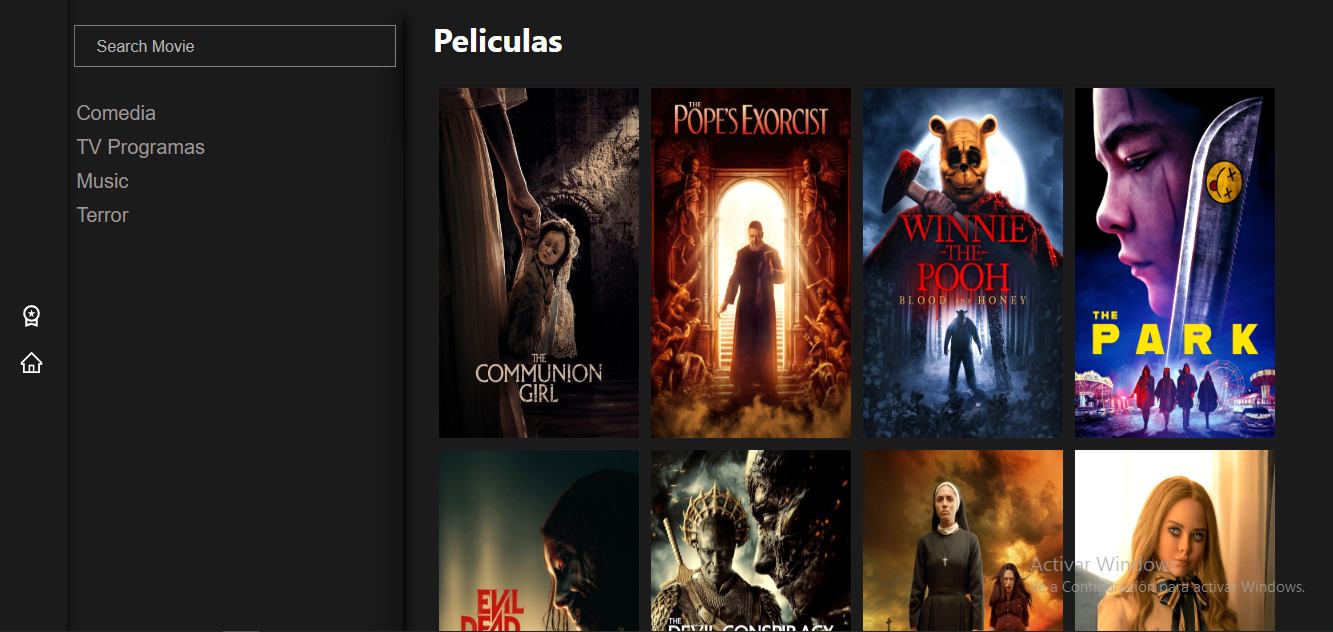 Search Movie
Comedia
TV Programas
Music
Terror
Peliculas
THE
COMMUNION
GIRL
THE
POPE'S EXORCIST
WINNIE
-THE-
POOH
BLOOD AND HONEY
THE
PARK
EVIL
DEAD
THE
DEVIL CONSPIRACY
Activar Windows
Ve a Configuración para activar Windows.